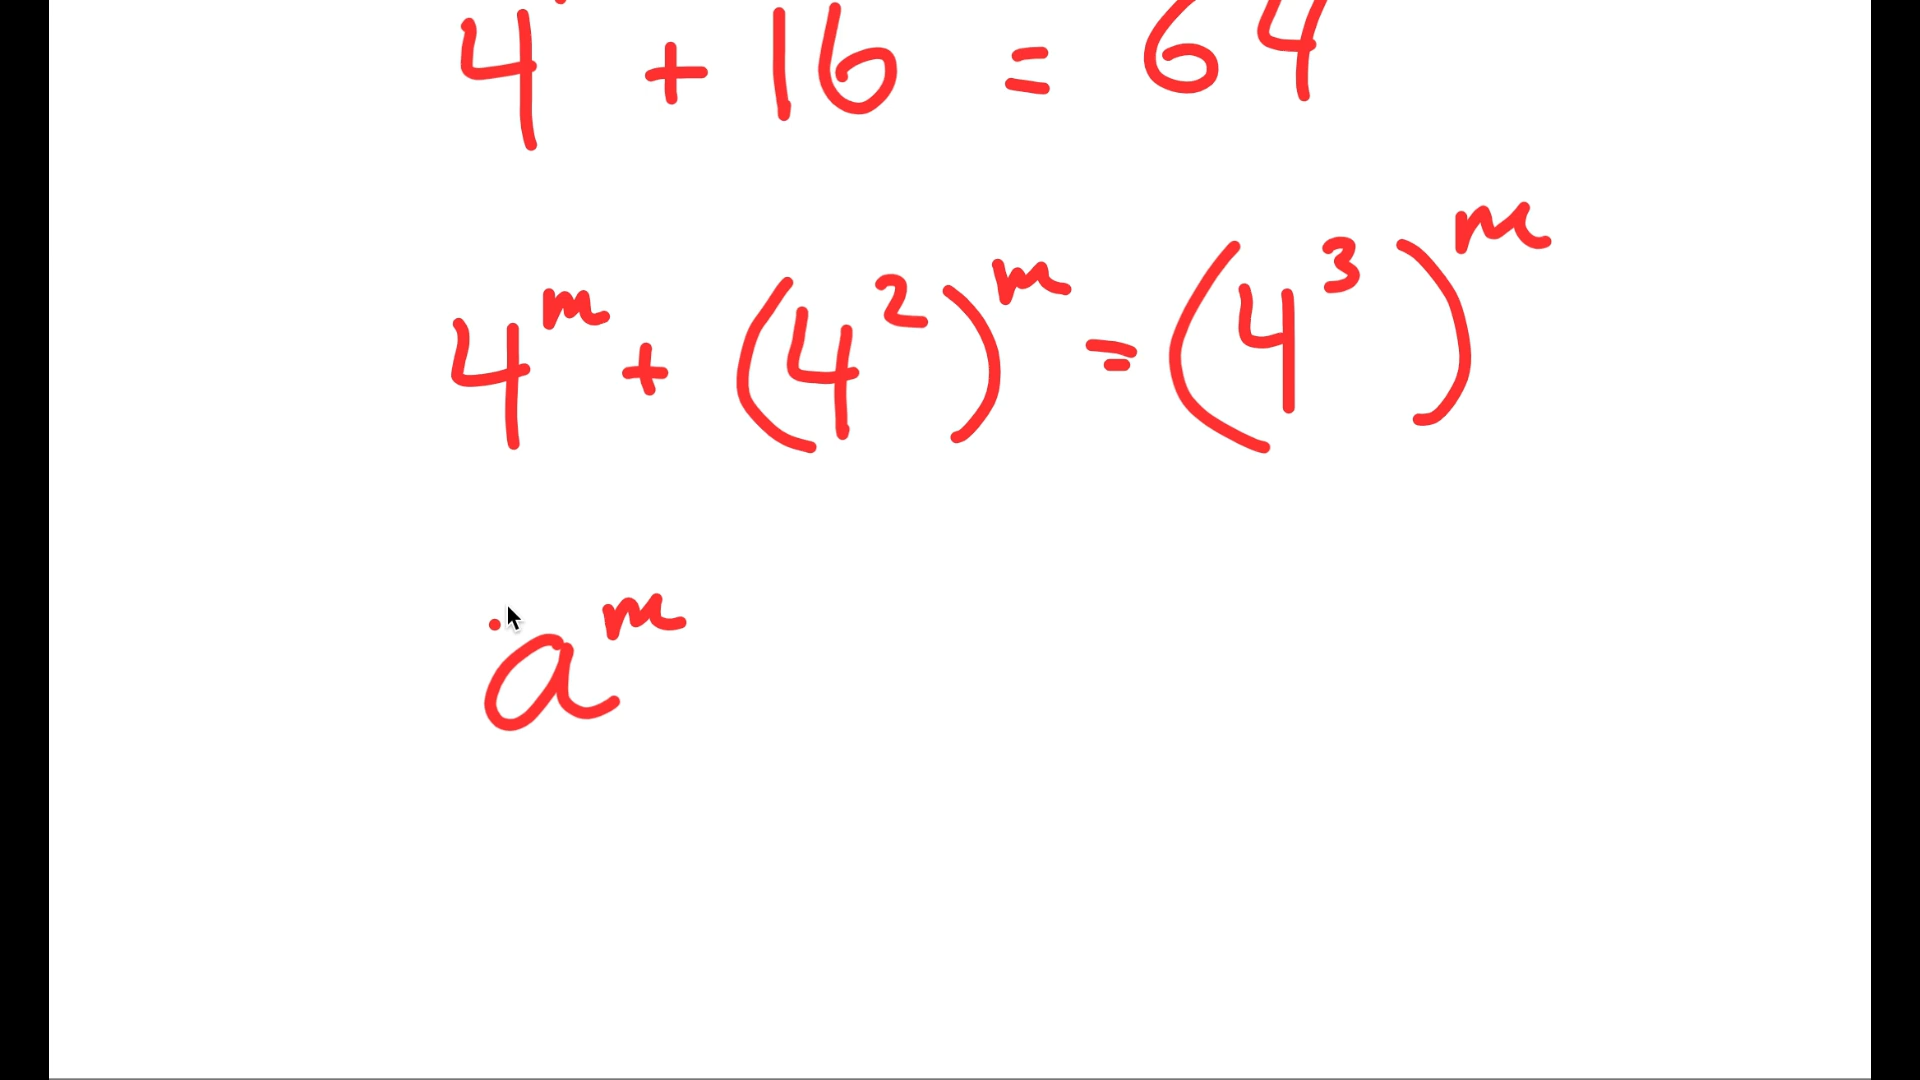 4 + 16 = 64
4^m + (4^2)^m = (4^3)^m
a^m